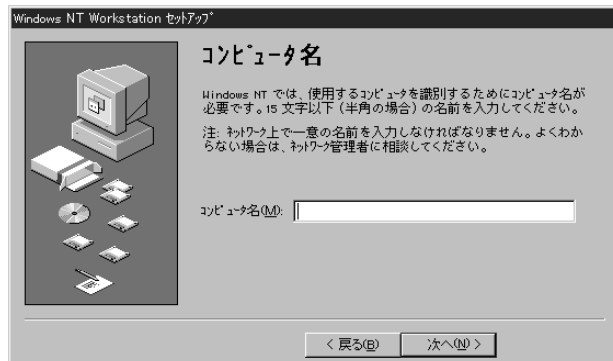 Windows NT Workstation ｾｯﾄｱｯﾌﾟ
ｺﾝﾋﾟｭｰﾀ名
Windows NT では、使用するｺﾝﾋﾟｭｰﾀを識別するためにｺﾝﾋﾟｭｰﾀ名が
必要です。15 文字以下（半角の場合）の名前を入力してください。
注: ﾈｯﾄﾜｰｸ上で一意の名前を入力しなければなりません。よくわか
らない場合は、ﾈｯﾄﾜｰｸ管理者に相談してください。
ｺﾝﾋﾟｭｰﾀ名(M):
< 戻る(B)
次へ(N) >